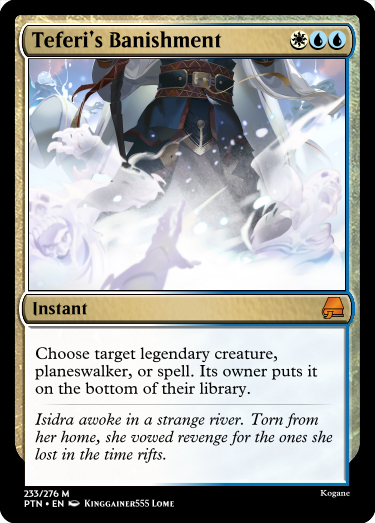 Teferi's Banishment
Instant
Choose target legendary creature,
planeswalker, or spell. Its owner puts it
on the bottom of their library.
Isidra awoke in a strange river. Torn from
her home, she vowed revenge for the ones she
lost in the time rifts.
233/276 M
Kogane
PTN • EN Kinggainer555 Lome